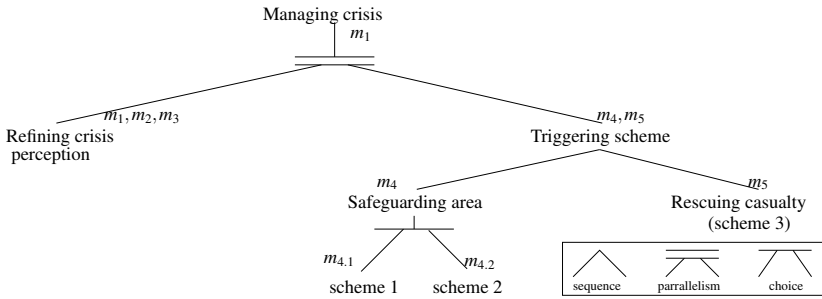 Managing crisis
m1
m1, m2, m3
m4, m5
Refining crisis
perception
Triggering scheme
m4
m5
Safeguarding area
Rescuing casualty
(scheme 3)
m4.1
m4.2
scheme 1
scheme 2
sequence
parrallelism
choice